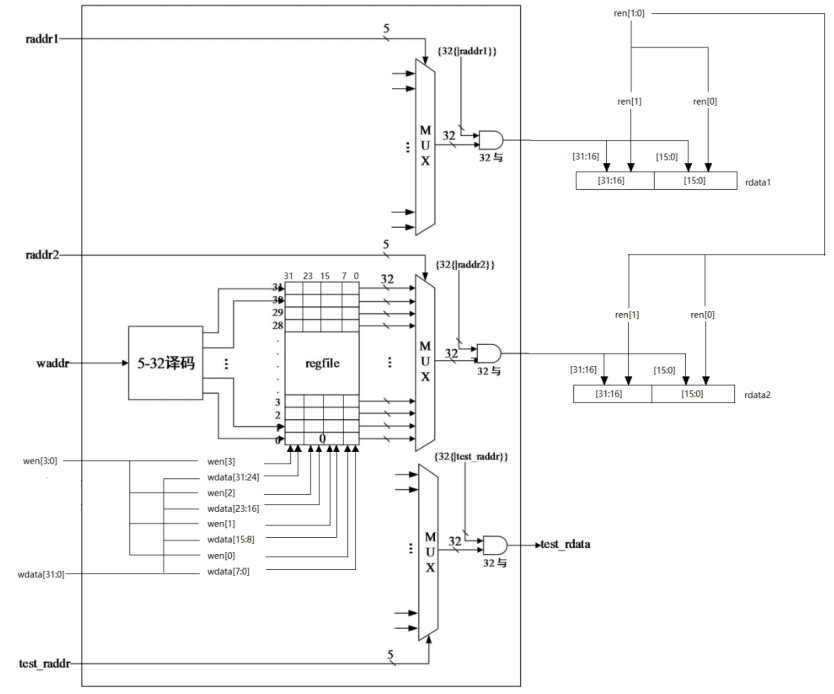 ren[1:0]
raddr1
5
{32{|raddr1}}
ren[1]
ren[0]
MUX
32
32 与
[31:16]
[15:0]
[31:16]
[15:0]
rdata1
raddr2
5
{32{|raddr2}}
31 23 15 7 0
32
31
30
29
28
ren[1]
ren[0]
waddr
5-32译码
regfile
MUX
32
32 与
[31:16]
[15:0]
[31:16]
[15:0]
rdata2
3
2
1
0
0
wen[3:0]
wen[3]
wdata[31:24]
wen[2]
wdata[23:16]
wen[1]
wdata[15:8]
wen[0]
wdata[7:0]
wdata[31:0]
{32{|test_raddr}}
MUX
32
32 与
test_rdata
5
test_raddr